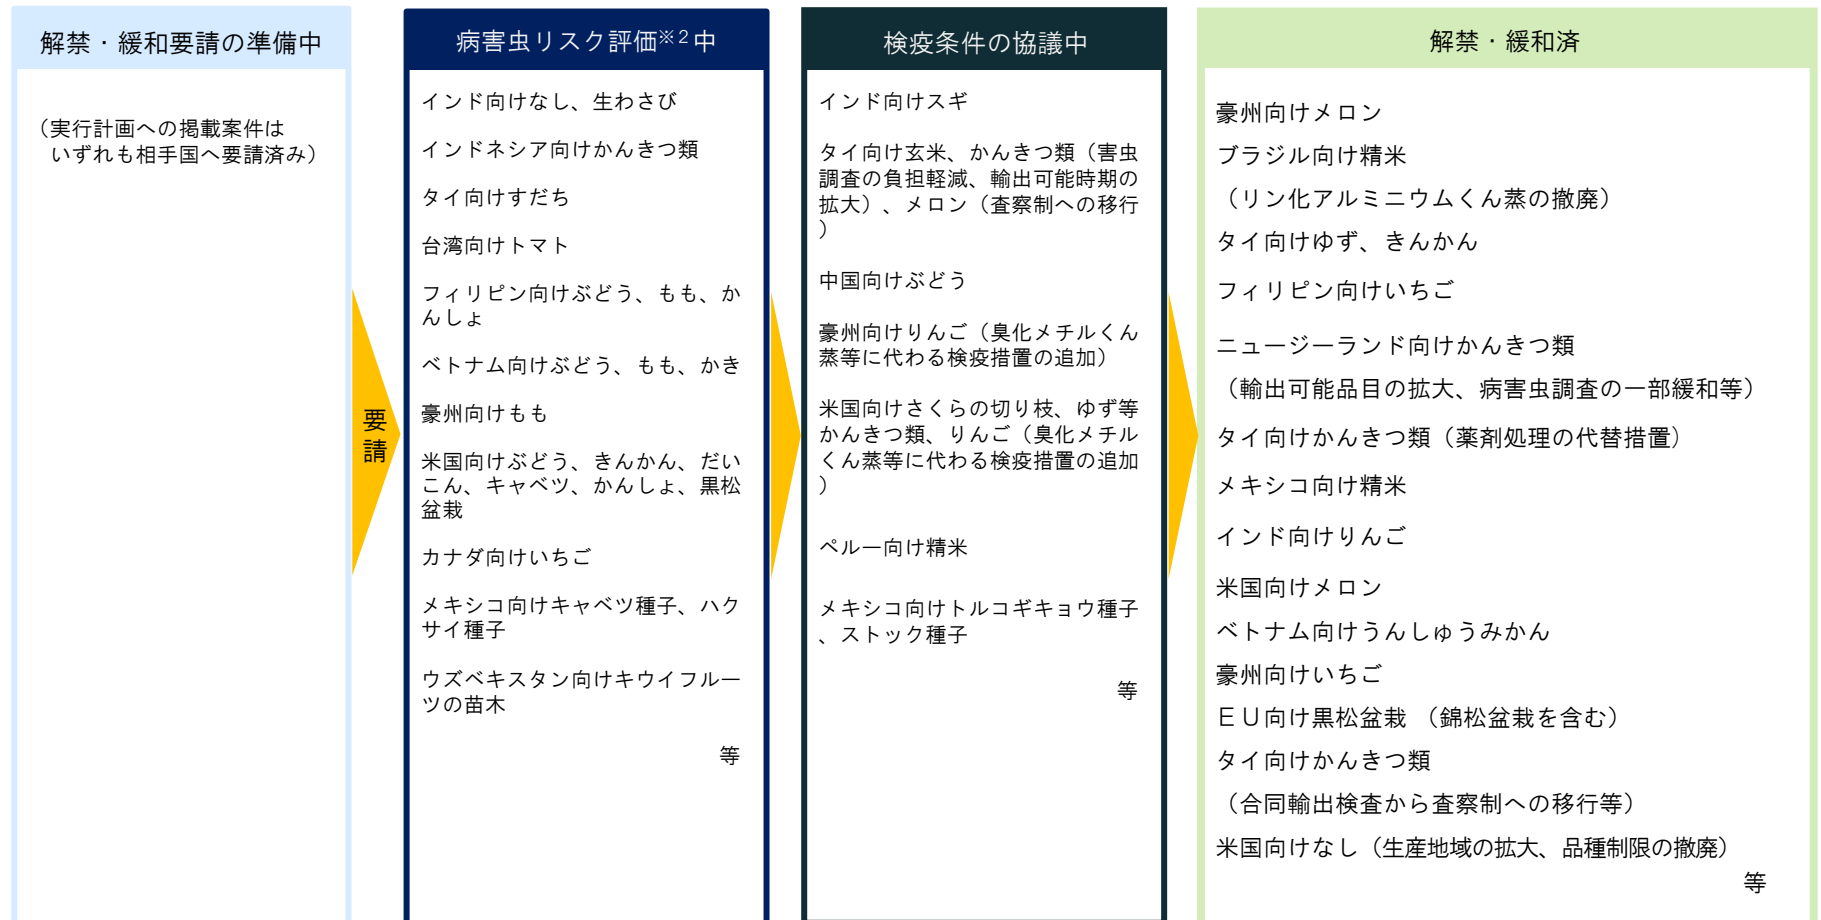 解禁・緩和要請の準備中
（実行計画への掲載案件は
いずれも相手国へ要請済み）
要請
病害虫リスク評価※2中
インド向けなし、生わさび
インドネシア向けかんきつ類
タイ向けすだち
台湾向けトマト
フィリピン向けぶどう、もも、か
んしょ
ベトナム向けぶどう、もも、かき
豪州向けもも
米国向けぶどう、きんかん、だい
こん、キャベツ、かんしょ、黒松
盆栽
カナダ向けいちご
メキシコ向けキャベツ種子、ハク
サイ種子
ウズベキスタン向けキウイフルー
ツの苗木
等
検疫条件の協議中
インド向けスギ
タイ向け玄米、かんきつ類（害虫
調査の負担軽減、輸出可能時期の
拡大）、メロン（査察制への移行
）
中国向けぶどう
豪州向けりんご（臭化メチルくん
蒸等に代わる検疫措置の追加）
米国向けさくらの切り枝、ゆず等
かんきつ類、りんご（臭化メチル
くん蒸等に代わる検疫措置の追加
）
ペルー向け精米
メキシコ向けトルコギキョウ種子
、ストック種子
等
解禁・緩和済
豪州向けメロン
ブラジル向け精米
（リン化アルミニウムくん蒸の撤廃）
タイ向けゆず、きんかん
フィリピン向けいちご
ニュージーランド向けかんきつ類
（輸出可能品目の拡大、病害虫調査の一部緩和等）
タイ向けかんきつ類（薬剤処理の代替措置）
メキシコ向け精米
インド向けりんご
米国向けメロン
ベトナム向けうんしゅうみかん
豪州向けいちご
ＥＵ向け黒松盆栽 （錦松盆栽を含む）
タイ向けかんきつ類
（合同輸出検査から査察制への移行等）
米国向けなし（生産地域の拡大、品種制限の撤廃）
等